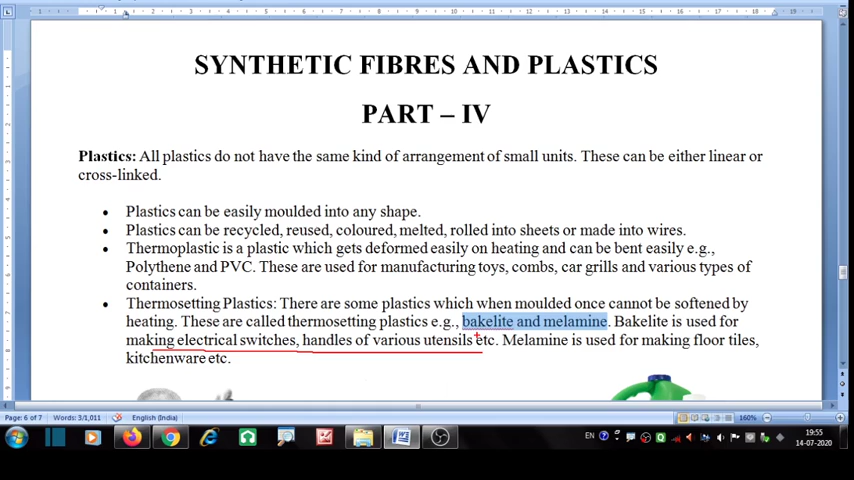 SYNTHETIC FIBRES AND PLASTICS
PART – IV
Plastics: All plastics do not have the same kind of arrangement of small units. These can be either linear or
cross-linked.
• Plastics can be easily moulded into any shape.
• Plastics can be recycled, reused, coloured, melted, rolled into sheets or made into wires.
• Thermoplastic is a plastic which gets deformed easily on heating and can be bent easily e.g.,
Polythene and PVC. These are used for manufacturing toys, combs, car grills and various types of
containers.
• Thermosetting Plastics: There are some plastics which when moulded once cannot be softened by
heating. These are called thermosetting plastics e.g., bakelite and melamine. Bakelite is used for
making electrical switches, handles of various utensils etc. Melamine is used for making floor tiles,
kitchenware etc.
Page: 6 of 7 Words: 3/1,011 English (India) 160%
EN 19:55
14-07-2020